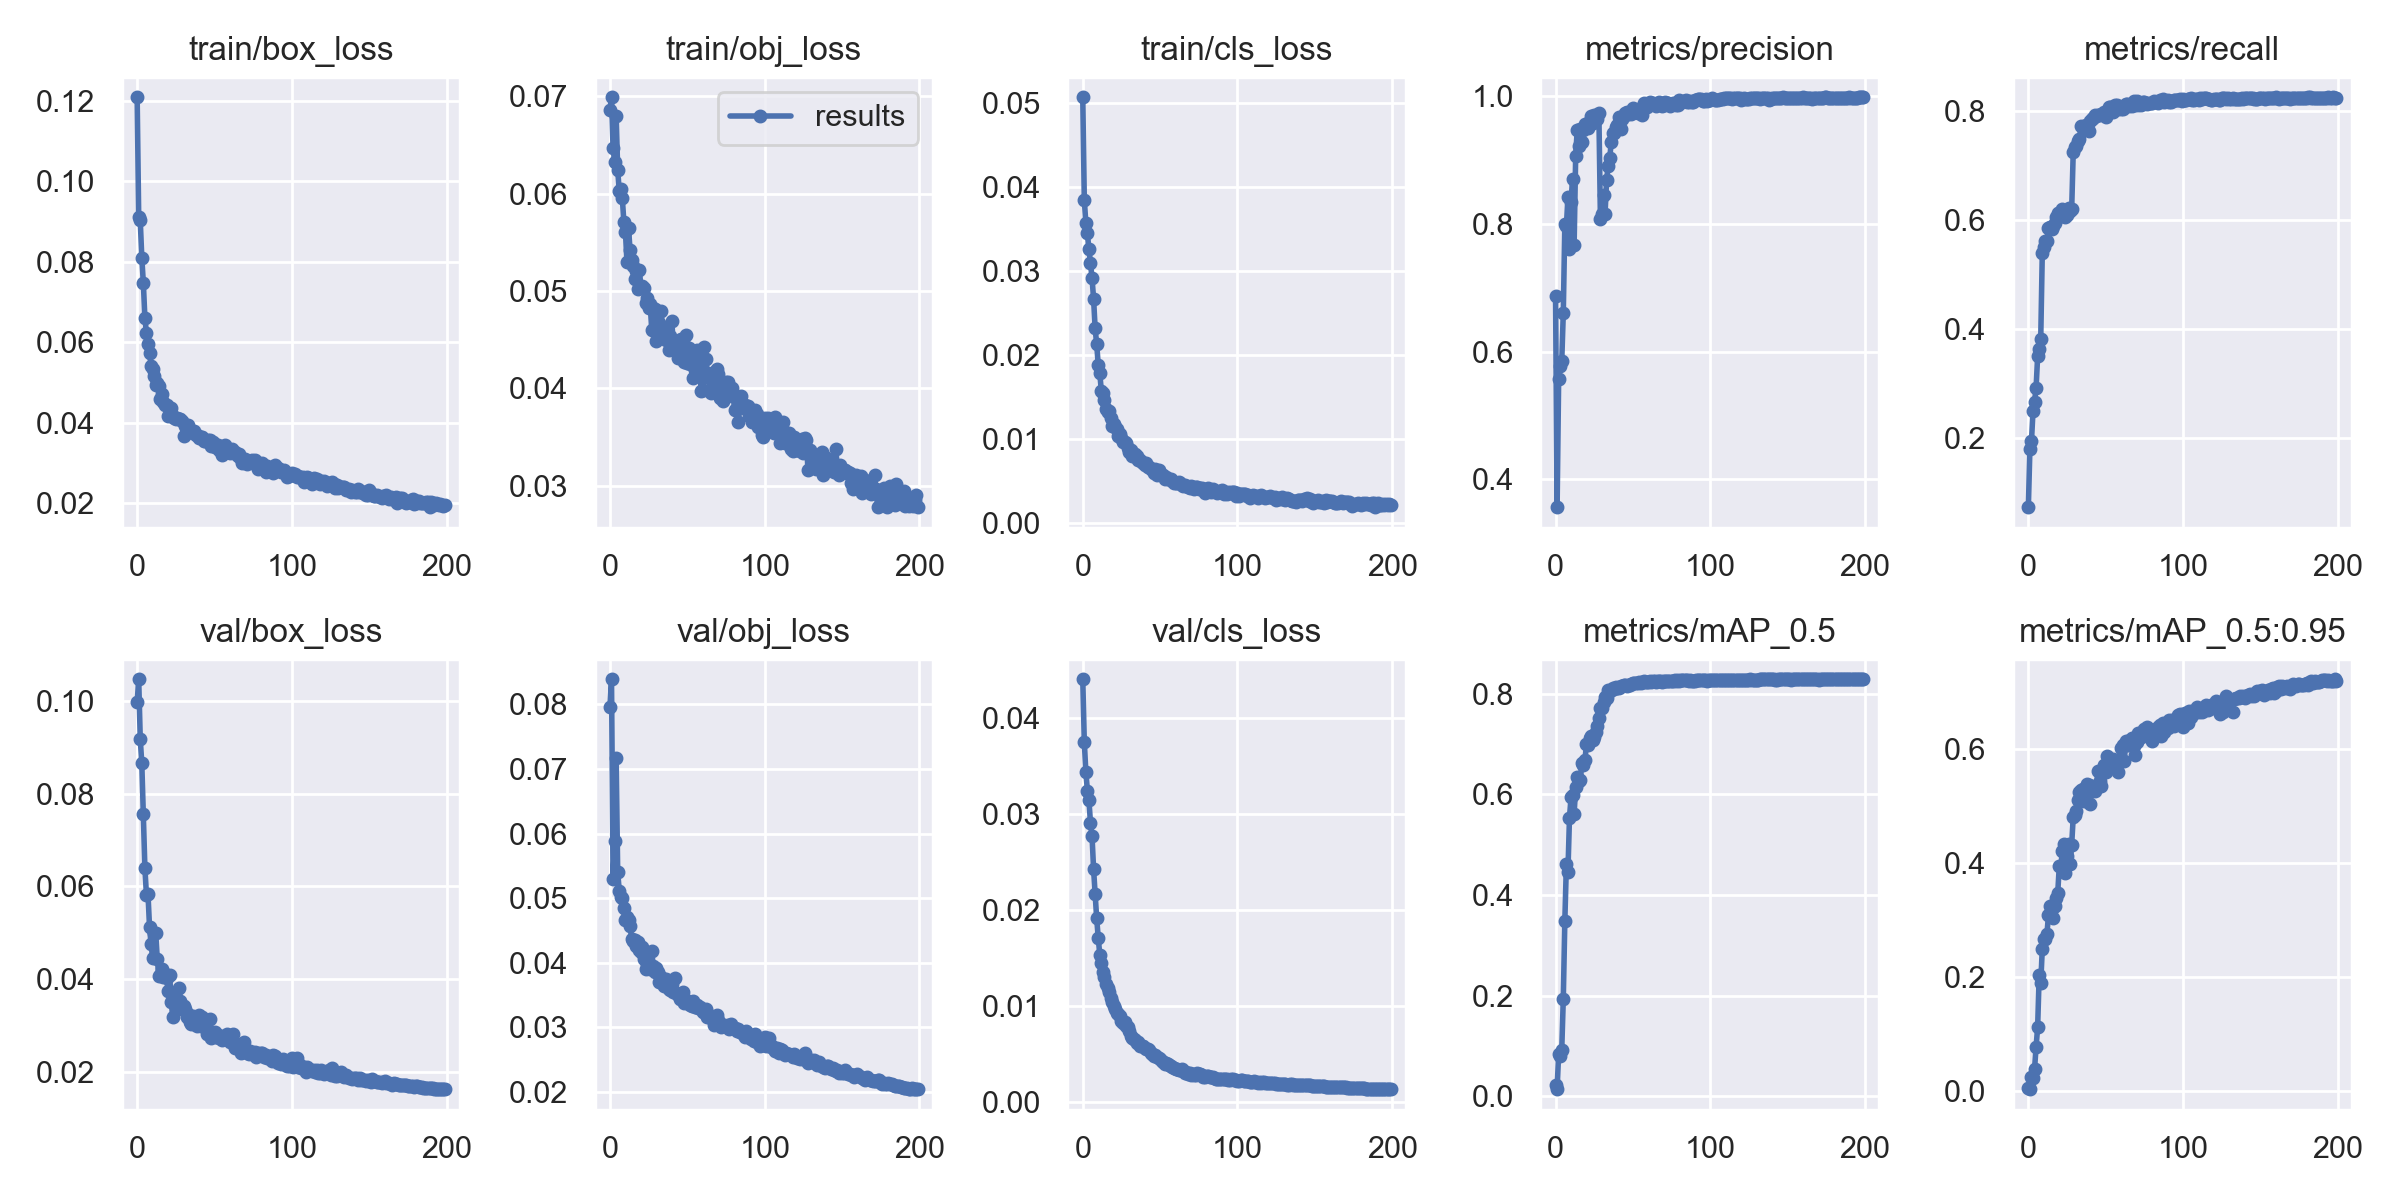 train/box_loss
0.12
0.10
0.08
0.06
0.04
0.02
0 100 200
train/obj_loss
results
0.07
0.06
0.05
0.04
0.03
0 100 200
train/cls_loss
0.05
0.04
0.03
0.02
0.01
0.00
0 100 200
metrics/precision
1.0
0.8
0.6
0.4
0 100 200
metrics/recall
0.8
0.6
0.4
0.2
0 100 200
val/box_loss
0.10
0.08
0.06
0.04
0.02
0 100 200
val/obj_loss
0.08
0.07
0.06
0.05
0.04
0.03
0.02
0 100 200
val/cls_loss
0.04
0.03
0.02
0.01
0.00
0 100 200
metrics/mAP_0.5
0.8
0.6
0.4
0.2
0.0
0 100 200
metrics/mAP_0.5:0.95
0.6
0.4
0.2
0.0
0 100 200